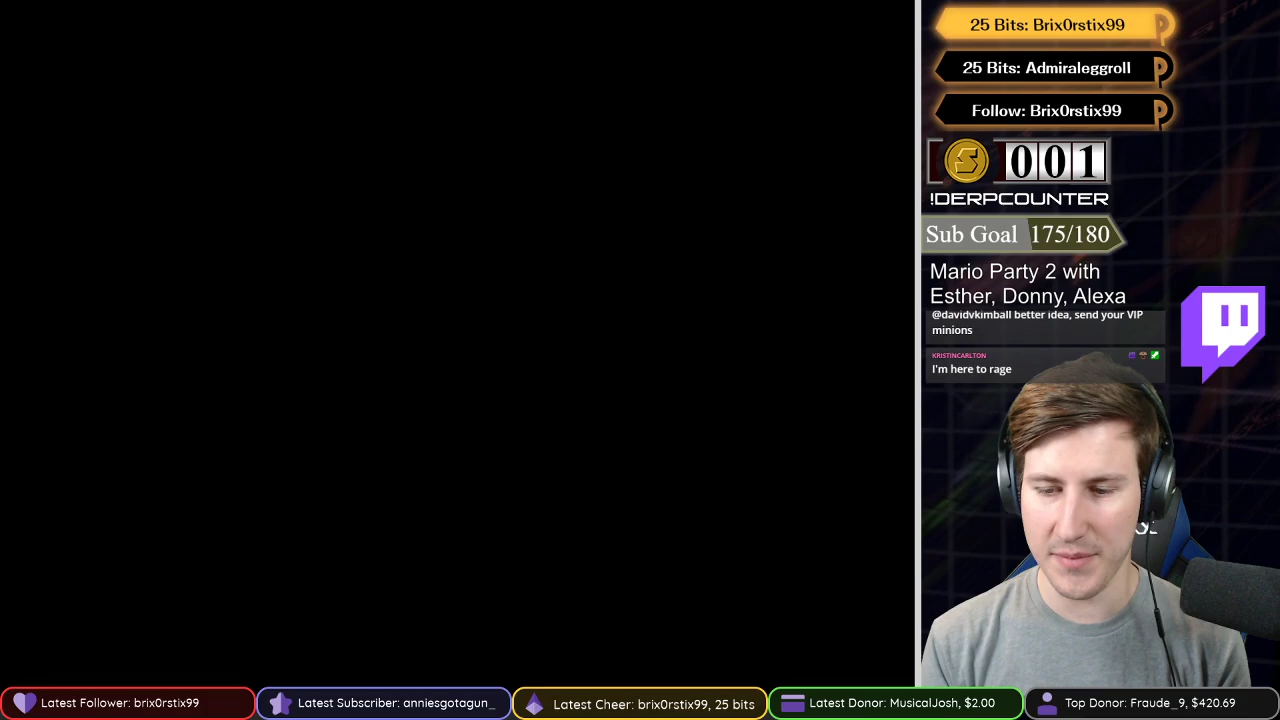 25 Bits: Brix0rstix99
25 Bits: Admiraleggroll
Follow: Brix0rstix99
001
!DERPCOUNTER
Sub Goal 175/180
Mario Party 2 with
Esther, Donny, Alexa
@davidvkimball better idea, send your VIP
minions
KRISTINCARLTON
I'm here to rage
Latest Follower: brix0rstix99
Latest Subscriber: anniesgotagun_
Latest Cheer: brix0rstix99, 25 bits
Latest Donor: MusicalJosh, $2.00
Top Donor: Fraude_9, $420.69